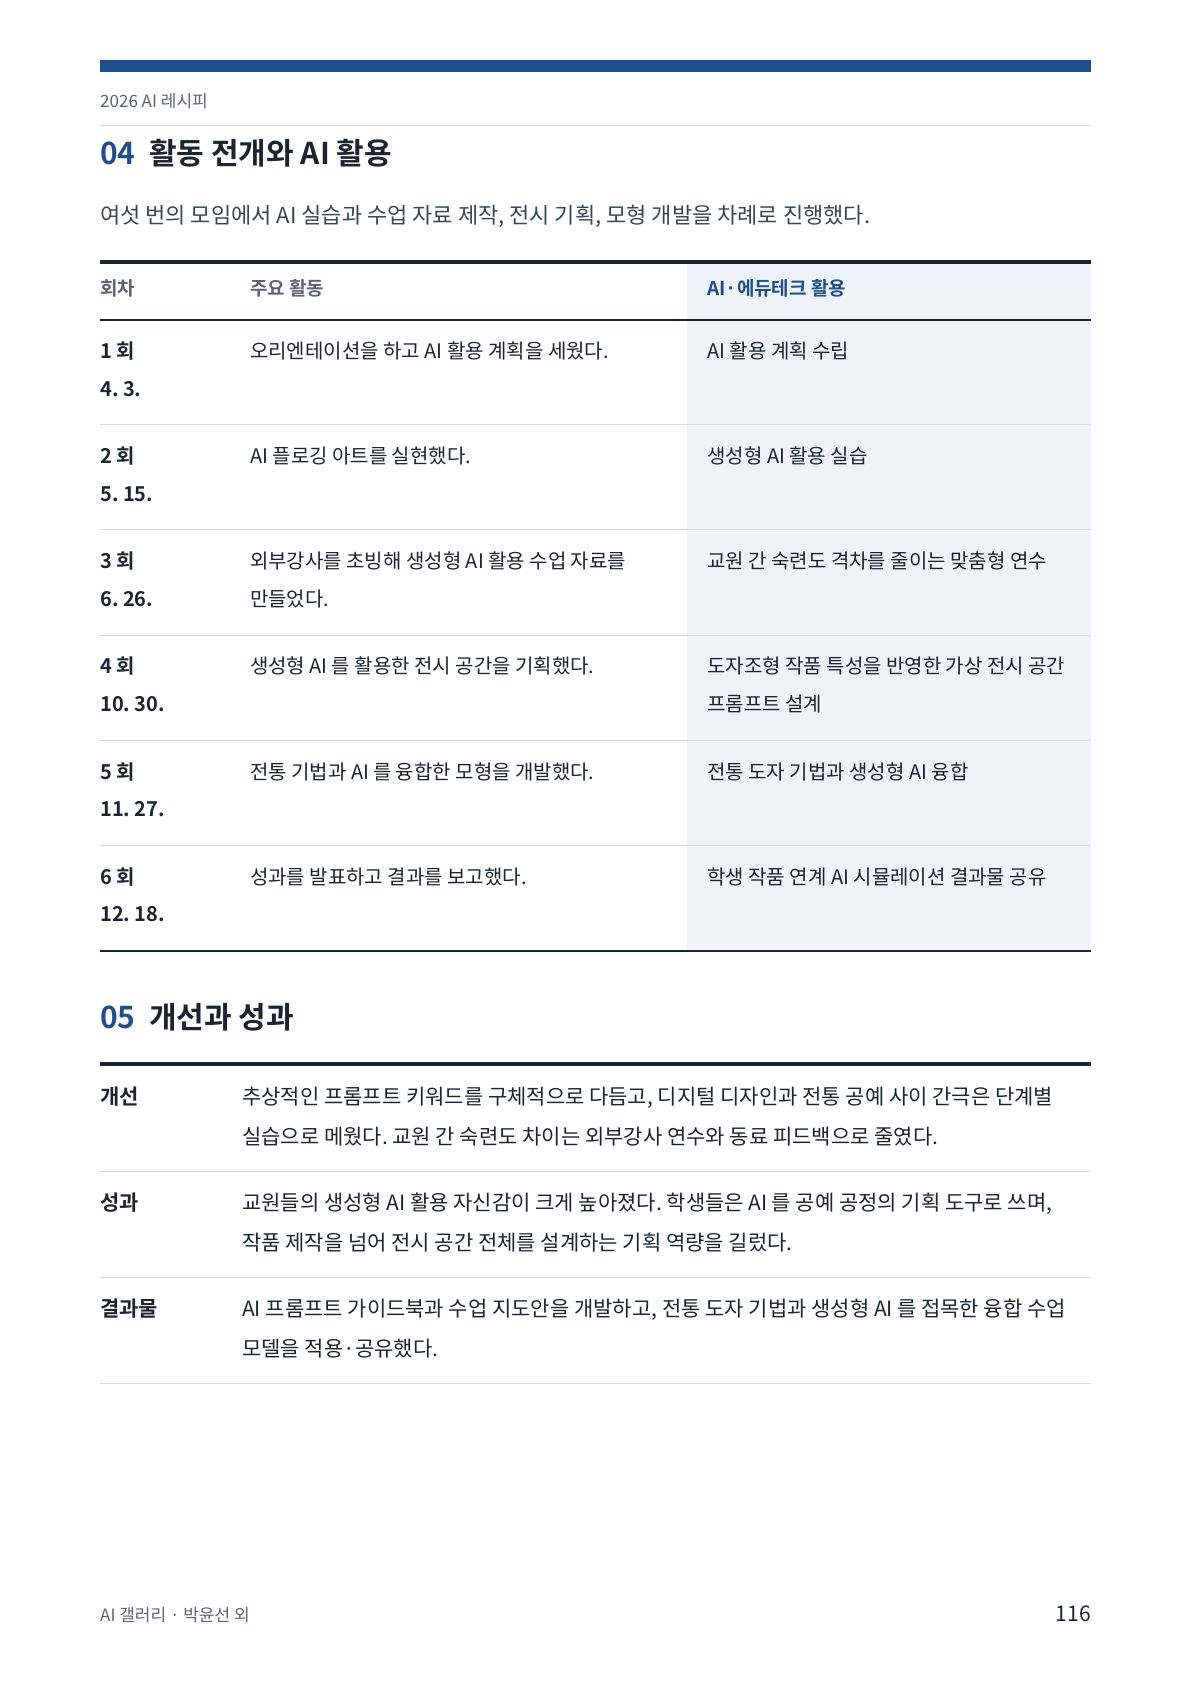 2026 AI 레시피
04 활동 전개와 AI 활용
여섯 번의 모임에서 AI 실습과 수업 자료 제작, 전시 기획, 모형 개발을 차례로 진행했다.
회차 주요 활동 AI·에듀테크 활용
1 회 오리엔테이션을 하고 AI 활용 계획을 세웠다. AI 활용 계획 수립
4. 3.
2 회 AI 플로깅 아트를 실현했다. 생성형 AI 활용 실습
5. 15.
3 회 외부강사를 초빙해 생성형 AI 활용 수업 자료를 교원 간 숙련도 격차를 줄이는 맞춤형 연수
6. 26. 만들었다.
4 회 생성형 AI 를 활용한 전시 공간을 기획했다. 도자조형 작품 특성을 반영한 가상 전시 공간
10. 30. 프롬프트 설계
5 회 전통 기법과 AI 를 융합한 모형을 개발했다. 전통 도자 기법과 생성형 AI 융합
11. 27.
6 회 성과를 발표하고 결과를 보고했다. 학생 작품 연계 AI 시뮬레이션 결과물 공유
12. 18.
05 개선과 성과
개선 추상적인 프롬프트 키워드를 구체적으로 다듬고, 디지털 디자인과 전통 공예 사이 간극은 단계별
실습으로 메웠다. 교원 간 숙련도 차이는 외부강사 연수와 동료 피드백으로 줄였다.
성과 교원들의 생성형 AI 활용 자신감이 크게 높아졌다. 학생들은 AI 를 공예 공정의 기획 도구로 쓰며,
작품 제작을 넘어 전시 공간 전체를 설계하는 기획 역량을 길렀다.
결과물 AI 프롬프트 가이드북과 수업 지도안을 개발하고, 전통 도자 기법과 생성형 AI 를 접목한 융합 수업
모델을 적용·공유했다.
AI 갤러리 · 박윤선 외 116